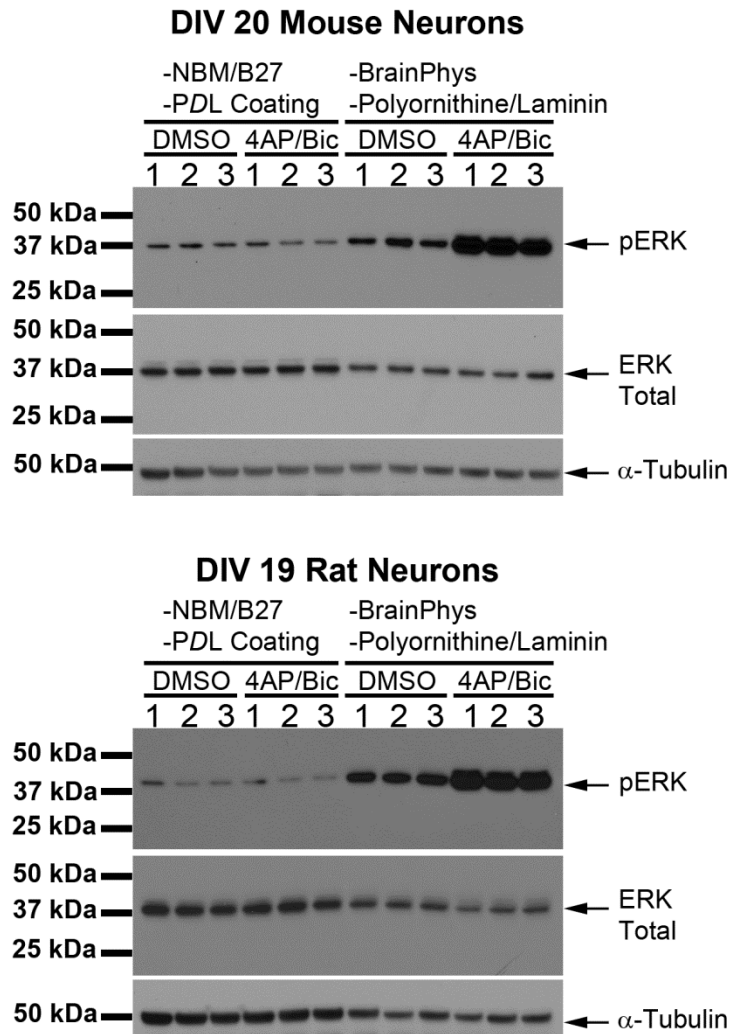 DIV 20 Mouse Neurons
-NBM/B27 -BrainPhys
-PDL Coating -Polyornithine/Laminin
DMSO 4AP/Bic DMSO 4AP/Bic
1 2 3 1 2 3 1 2 3 1 2 3
50 kDa
37 kDa pERK
25 kDa
50 kDa
37 kDa ERK
Total
25 kDa
50 kDa α-Tubulin
DIV 19 Rat Neurons
-NBM/B27 -BrainPhys
-PDL Coating -Polyornithine/Laminin
DMSO 4AP/Bic DMSO 4AP/Bic
1 2 3 1 2 3 1 2 3 1 2 3
50 kDa
37 kDa pERK
25 kDa
50 kDa
37 kDa ERK
Total
25 kDa
50 kDa α-Tubulin